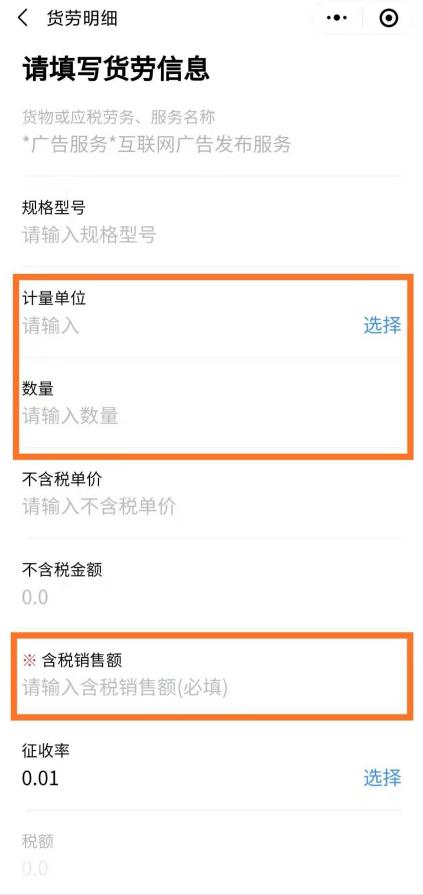 货劳明细
请填写货劳信息
货物或应税劳务、服务名称
*广告服务*互联网广告发布服务
规格型号
请输入规格型号
计量单位
请输入 选择
数量
请输入数量
不含税单价
请输入不含税单价
不含税金额
0.0
※ 含税销售额
请输入含税销售额(必填)
征收率
0.01 选择
税额
0.0